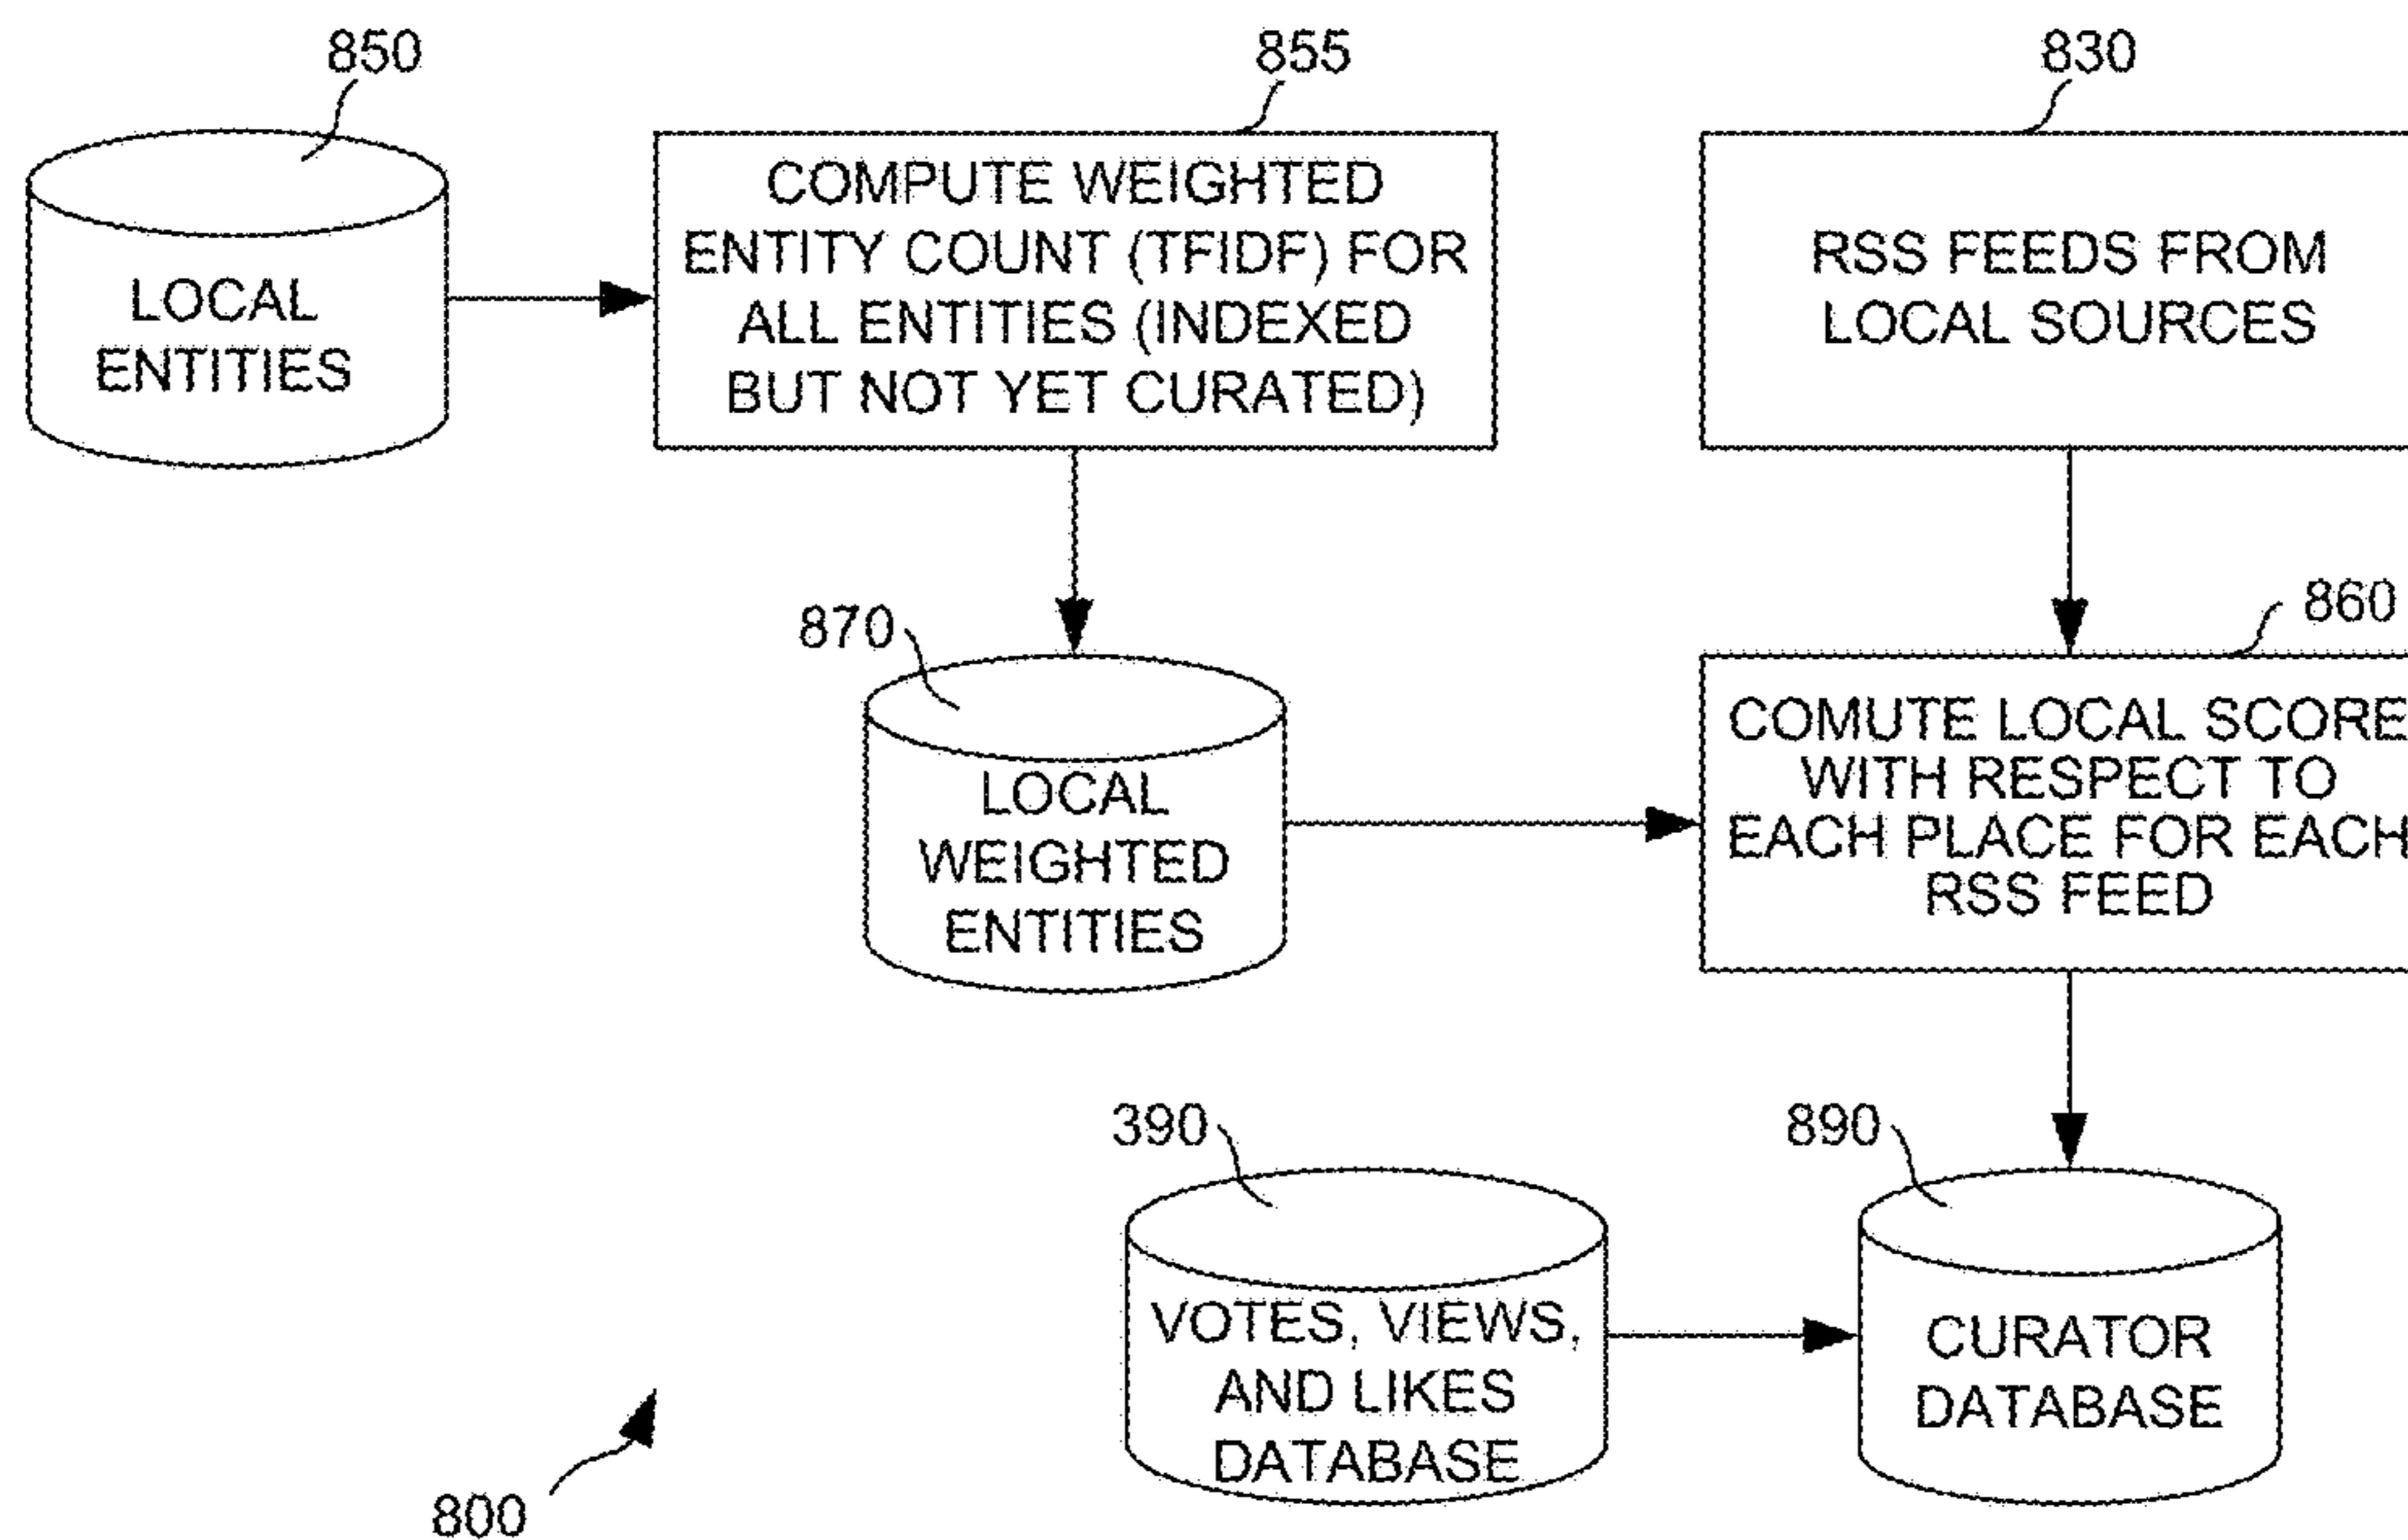 850
LOCAL
ENTITIES
855
COMPUTE WEIGHTED
ENTITY COUNT (TFIDF) FOR
ALL ENTITIES (INDEXED
BUT NOT YET CURATED)
830
RSS FEEDS FROM
LOCAL SOURCES
870
LOCAL
WEIGHTED
ENTITIES
860
COMUTE LOCAL SCORE
WITH RESPECT TO
EACH PLACE FOR EACH
RSS FEED
390
VOTES, VIEWS,
AND LIKES
DATABASE
890
CURATOR
DATABASE
800